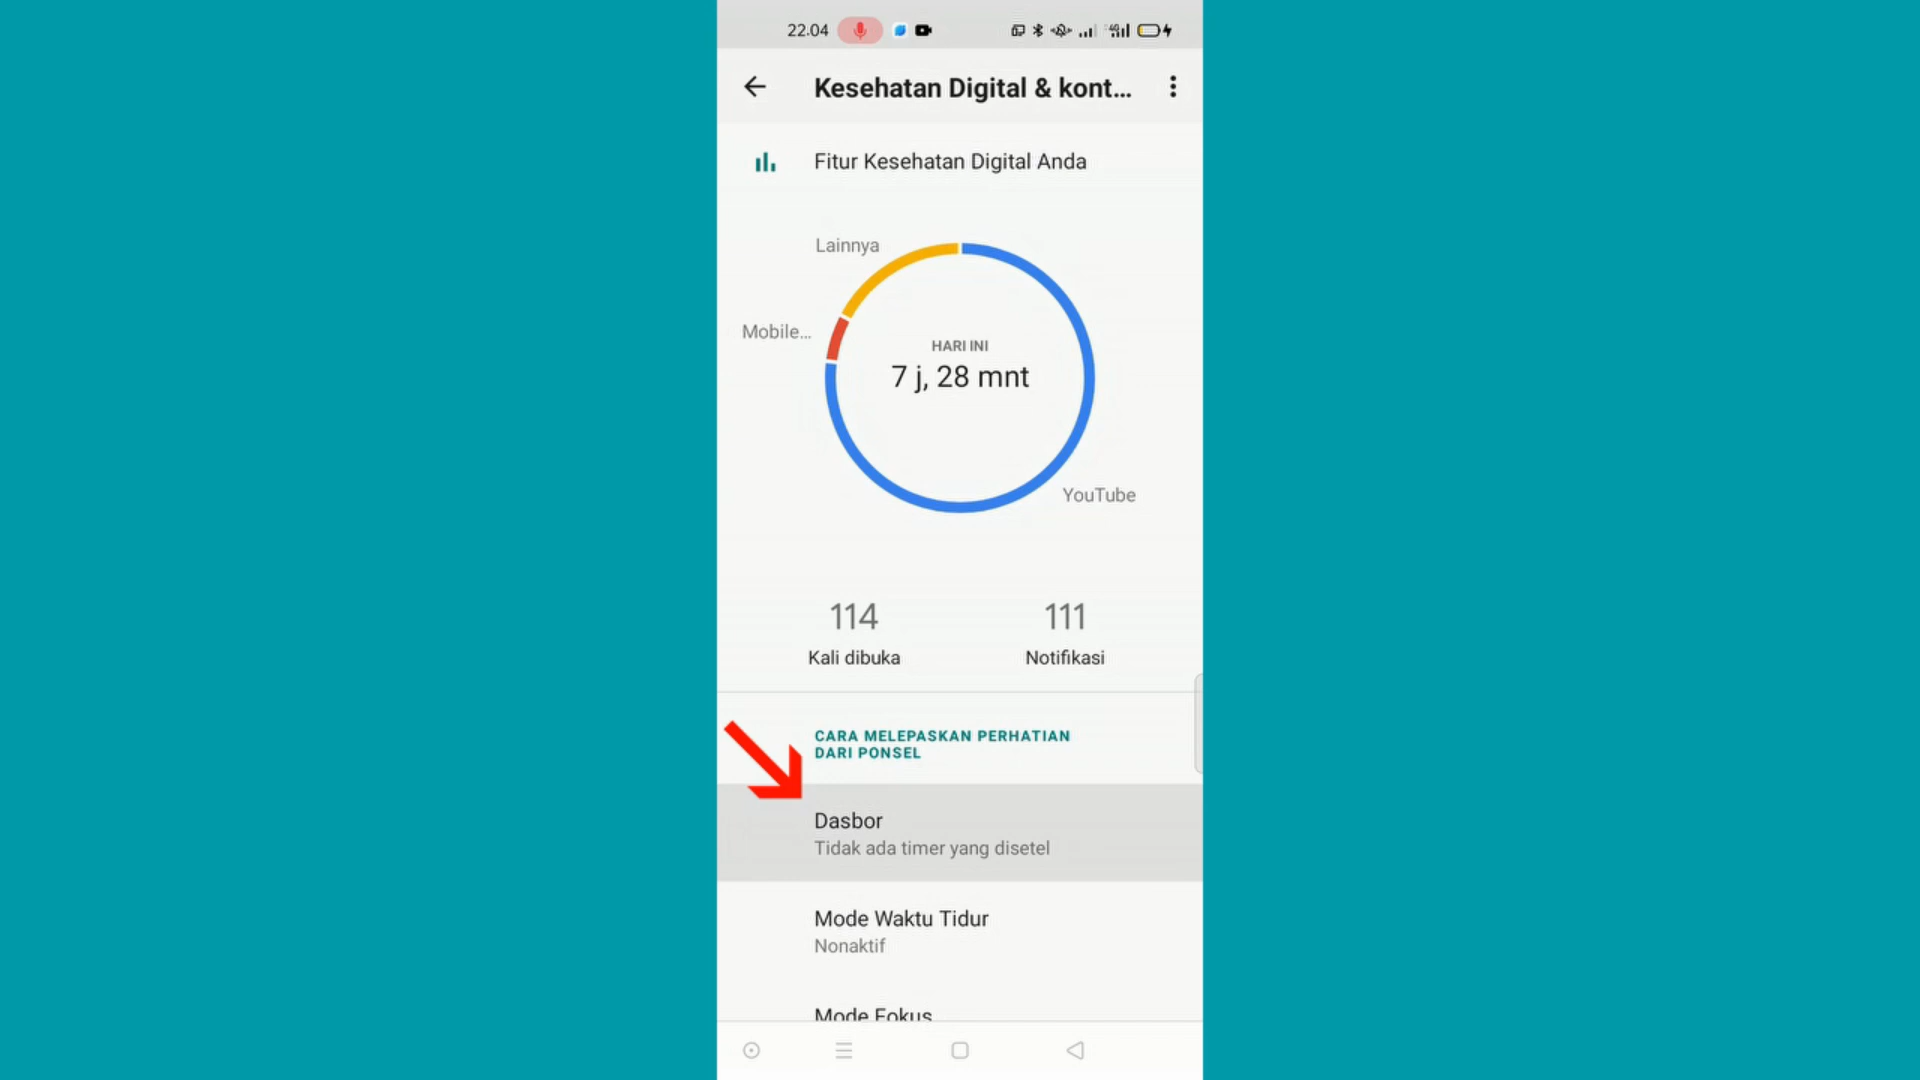 22.04
4G
Kesehatan Digital & kont...
Fitur Kesehatan Digital Anda
Lainnya
Mobile...
HARI INI
7 j, 28 mnt
YouTube
114
Kali dibuka
111
Notifikasi
CARA MELEPASKAN PERHATIAN
DARI PONSEL
Dasbor
Tidak ada timer yang disetel
Mode Waktu Tidur
Nonaktif
Mode Fokus